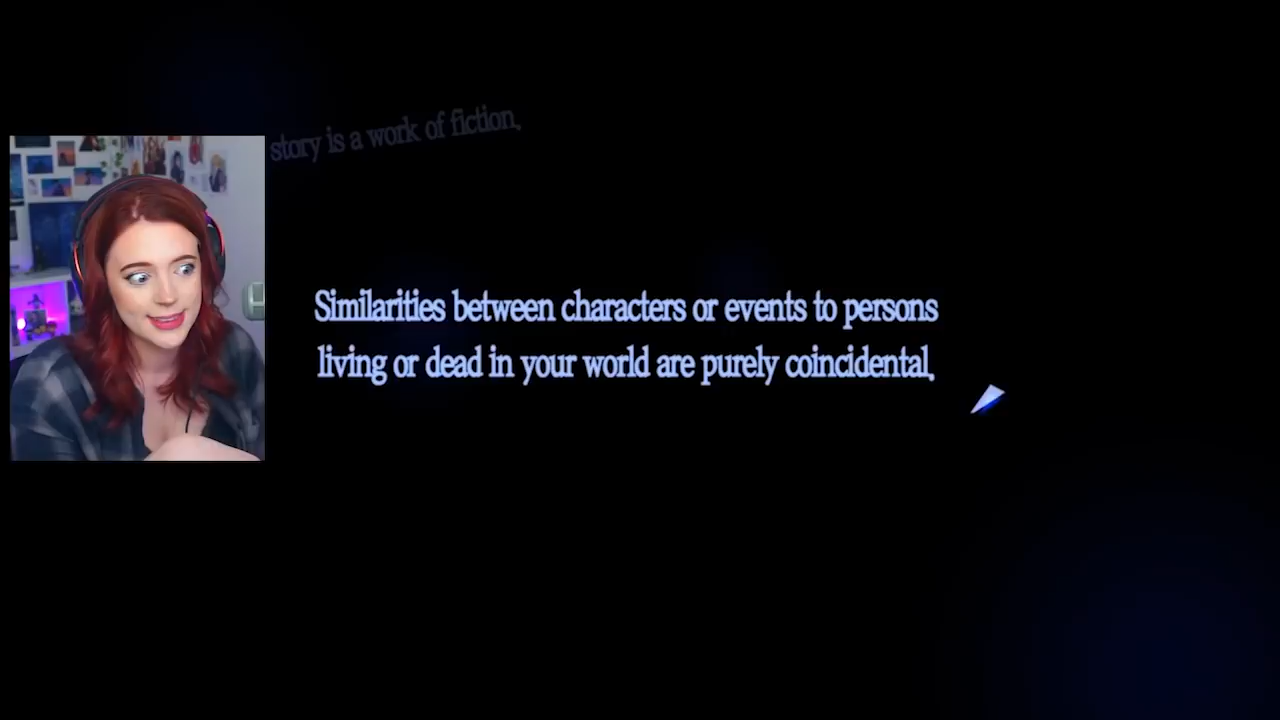 story is a work of fiction.
Similarities between characters or events to persons
living or dead in your world are purely coincidental.